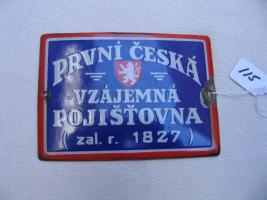 PRVNÍ ČESKÁ
VZÁJEMNÁ
POJIŠŤOVNA
( zal. r. 1827 )
115